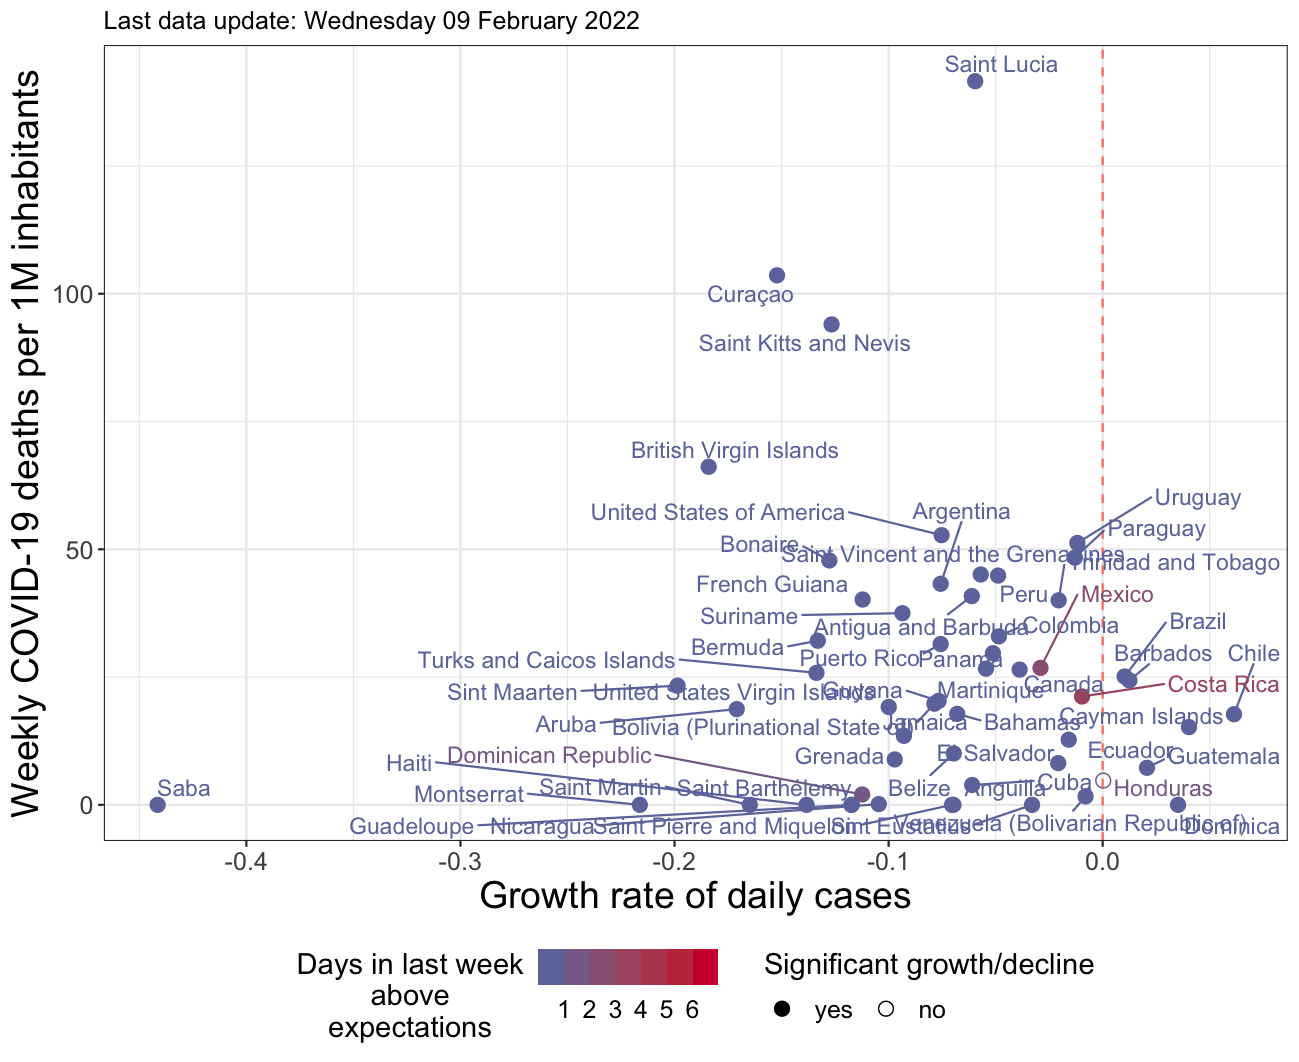 Last data update: Wednesday 09 February 2022
Weekly COVID-19 deaths per 1M inhabitants
Saint Lucia
100
Curaçao
Saint Kitts and Nevis
British Virgin Islands
Uruguay
United States of America
Argentina
Paraguay
50
Bonaire
Saint Vincent and the Grenadines
Trinidad and Tobago
French Guiana
Peru
Mexico
Suriname
Antigua and Barbuda
Colombia
Brazil
Bermuda
Barbados
Chile
Turks and Caicos Islands
Puerto Rico
Panama
Canada
Costa Rica
Sint Maarten
United States Virgin Islands
Guyana
Martinique
Cayman Islands
Aruba
Bolivia (Plurinational State of)
Jamaica
Bahamas
Dominican Republic
Grenada
El Salvador
Ecuador
Guatemala
Haiti
Saba
Montserrat
Saint Martin
Saint Barthélemy
Belize
Anguilla
Cuba
Honduras
0
Guadeloupe
Nicaragua
Saint Pierre and Miquelon
Sint Eustatius
Venezuela (Bolivarian Republic of)
Dominica
-0.4
-0.3
-0.2
-0.1
0.0
Growth rate of daily cases
Days in last week
above
expectations
1 2 3 4 5 6
Significant growth/decline
yes
no